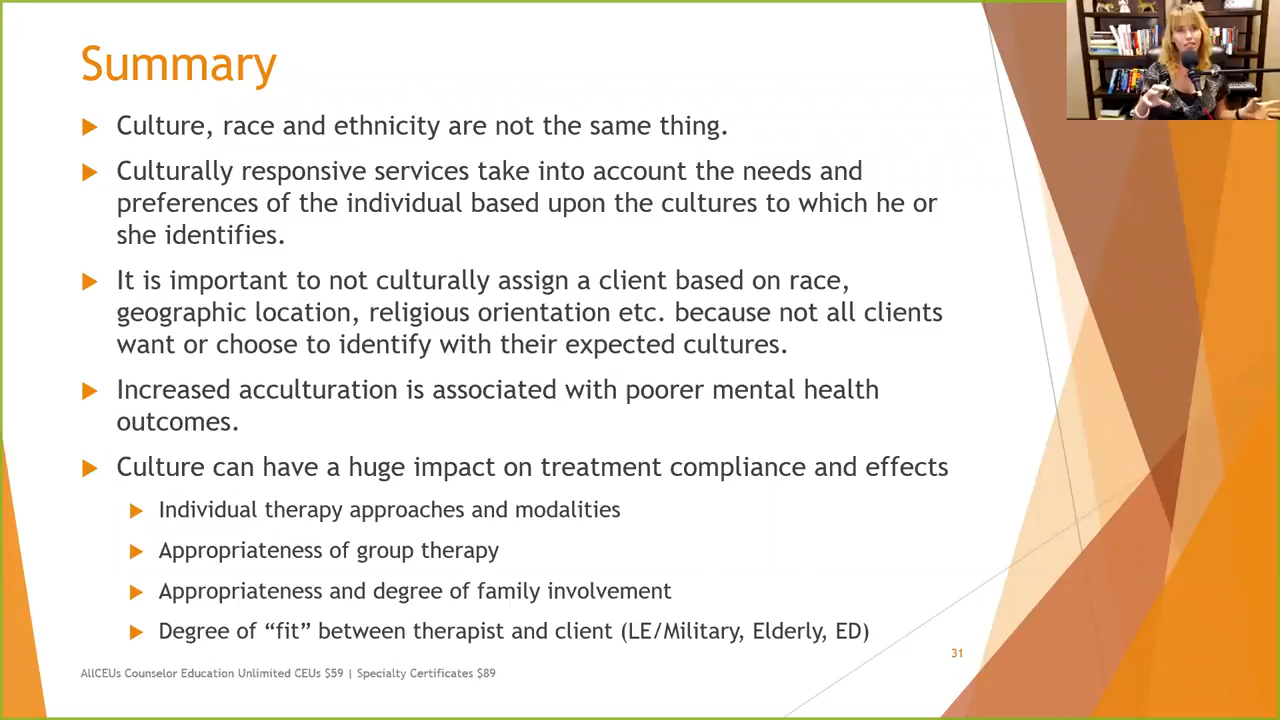 Summary
Culture, race and ethnicity are not the same thing.
Culturally responsive services take into account the needs and
preferences of the individual based upon the cultures to which he or
she identifies.
It is important to not culturally assign a client based on race,
geographic location, religious orientation etc. because not all clients
want or choose to identify with their expected cultures.
Increased acculturation is associated with poorer mental health
outcomes.
Culture can have a huge impact on treatment compliance and effects
Individual therapy approaches and modalities
Appropriateness of group therapy
Appropriateness and degree of family involvement
Degree of “fit” between therapist and client (LE/Military, Elderly, ED)
31
AllCEUs Counselor Education Unlimited CEUs $59 | Specialty Certificates $89